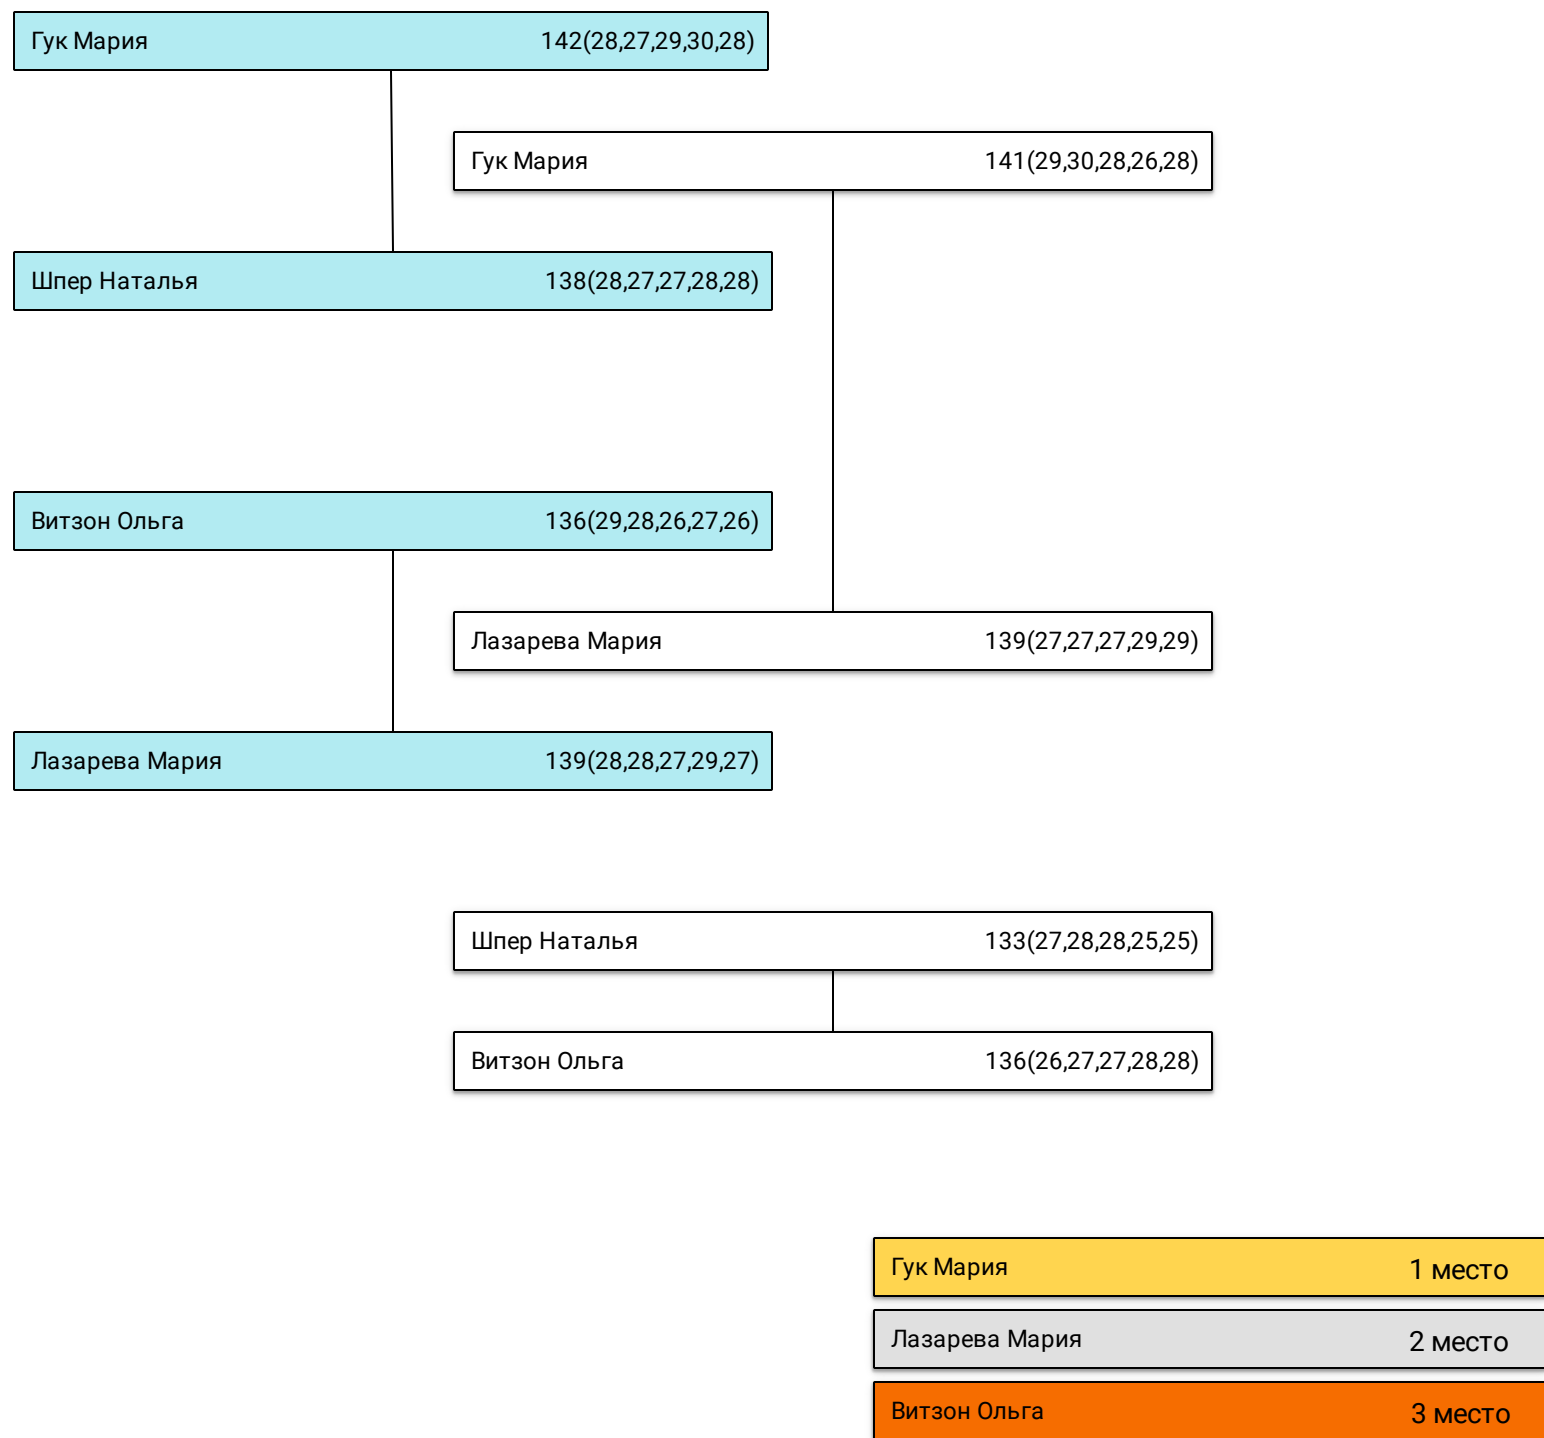 Гук Мария 142(28,27,29,30,28)
Гук Мария 141(29,30,28,26,28)
Шпер Наталья 138(28,27,27,28,28)
Витзон Ольга 136(29,28,26,27,26)
Лазарева Мария 139(27,27,27,29,29)
Лазарева Мария 139(28,28,27,29,27)
Шпер Наталья 133(27,28,28,25,25)
Витзон Ольга 136(26,27,27,28,28)
Гук Мария 1 место
Лазарева Мария 2 место
Витзон Ольга 3 место